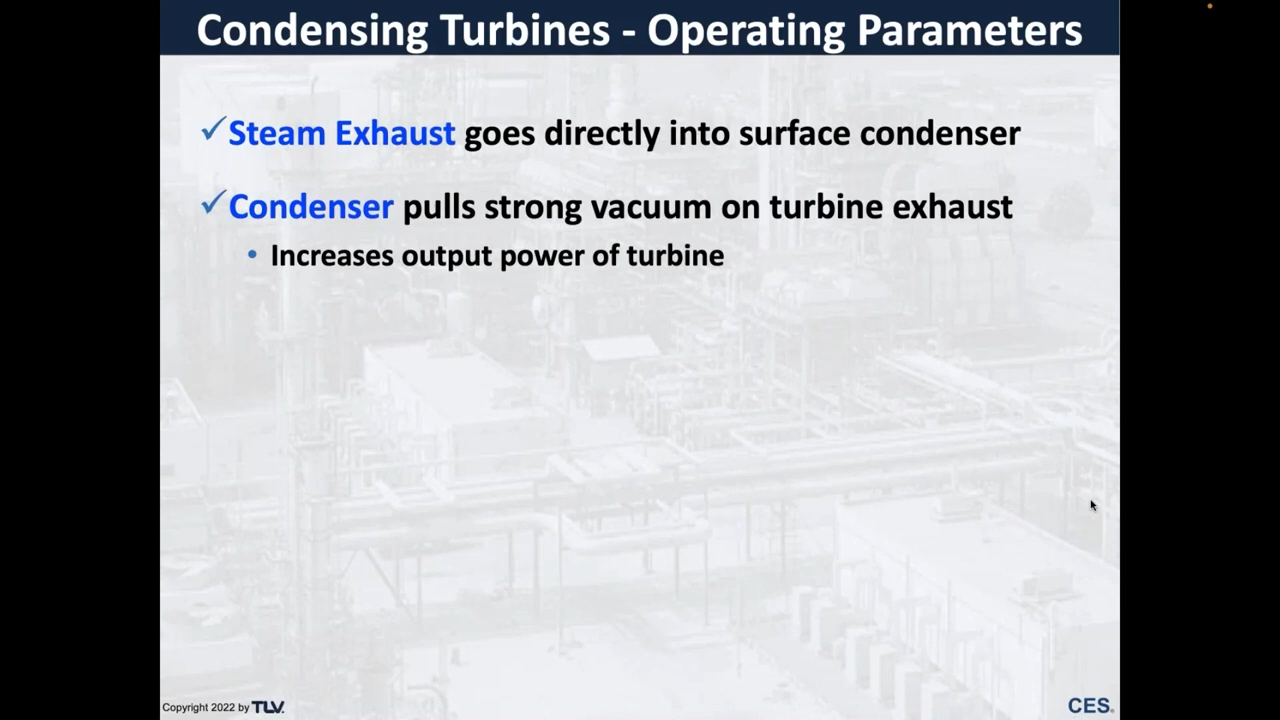 Condensing Turbines - Operating Parameters
✓Steam Exhaust goes directly into surface condenser
✓Condenser pulls strong vacuum on turbine exhaust
• Increases output power of turbine
Copyright 2022 by TLV.
CES®